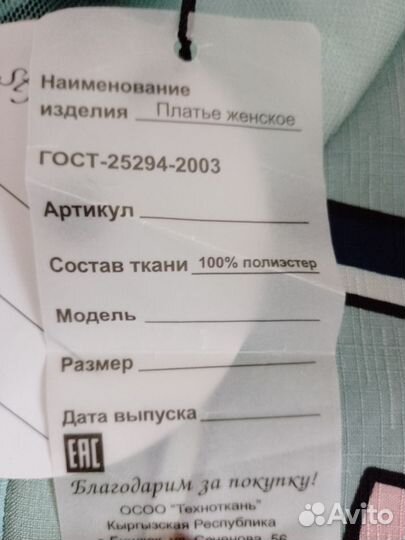 Наименование
изделия Платье женское
ГОСТ-25294-2003
Артикул
Состав ткани 100% полиэстер
Модель
Размер
Дата выпуска
EAC
Благодарим за покупку!
ОСОО "Техноткань"
Кыргызская Республика
Avito